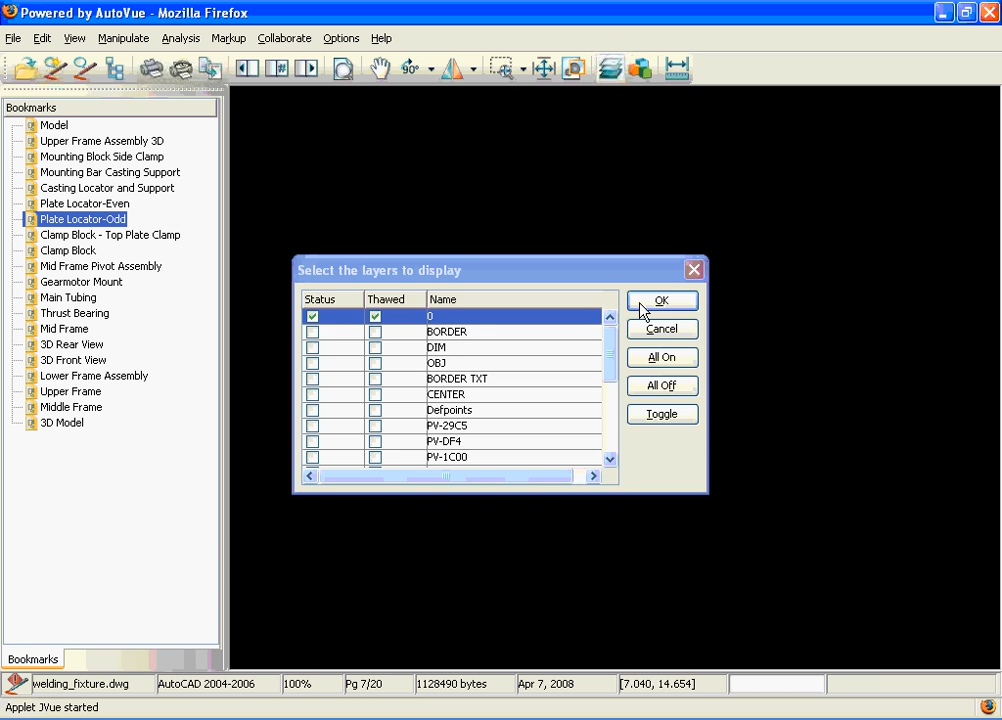 Powered by AutoVue - Mozilla Firefox
File Edit View Manipulate Analysis Markup Collaborate Options Help
90°
Bookmarks
Model
Upper Frame Assembly 3D
Mounting Block Side Clamp
Mounting Bar Casting Support
Casting Locator and Support
Plate Locator-Even
Plate Locator-Odd
Clamp Block - Top Plate Clamp
Clamp Block
Mid Frame Pivot Assembly
Gearmotor Mount
Main Tubing
Thrust Bearing
Mid Frame
3D Rear View
3D Front View
Lower Frame Assembly
Upper Frame
Middle Frame
3D Model
Bookmarks
Select the layers to display
Status Thawed Name
0
BORDER
DIM
OBJ
BORDER TXT
CENTER
Defpoints
PV-29C5
PV-DF4
PV-1C00
OK
Cancel
All On
All Off
Toggle
welding_fixture.dwg AutoCAD 2004-2006 100% Pg 7/20 1128490 bytes Apr 7, 2008 [7.040, 14.654]
Applet JVue started